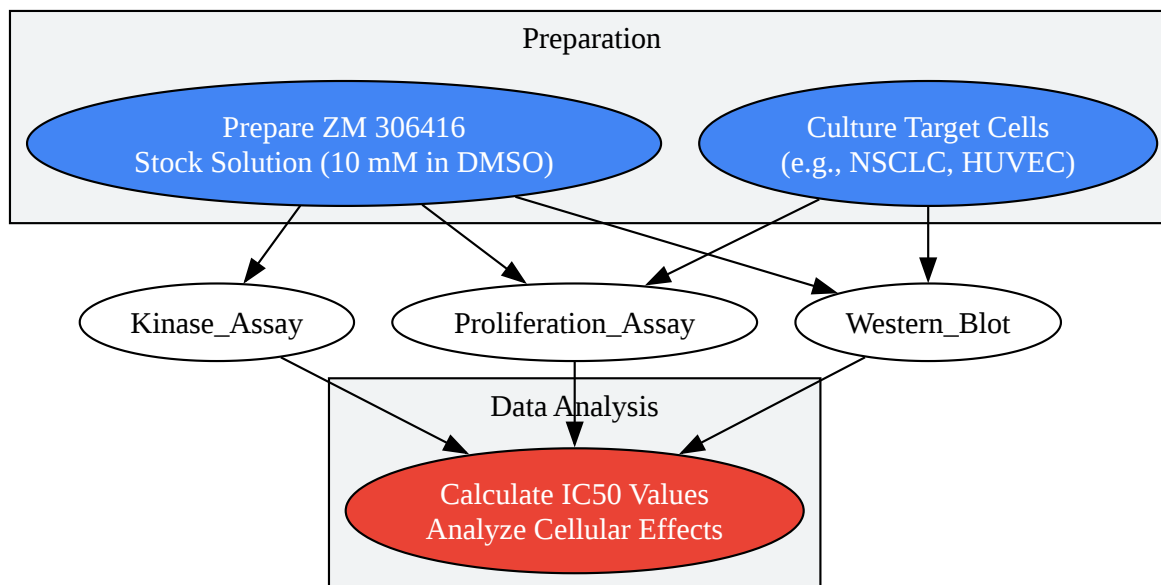 Preparation
Prepare ZM 306416
Stock Solution (10 mM in DMSO)
Culture Target Cells
(e.g., NSCLC, HUVEC)
Kinase_Assay
Proliferation_Assay
Western_Blot
Data Analysis
Calculate IC50 Values
Analyze Cellular Effects